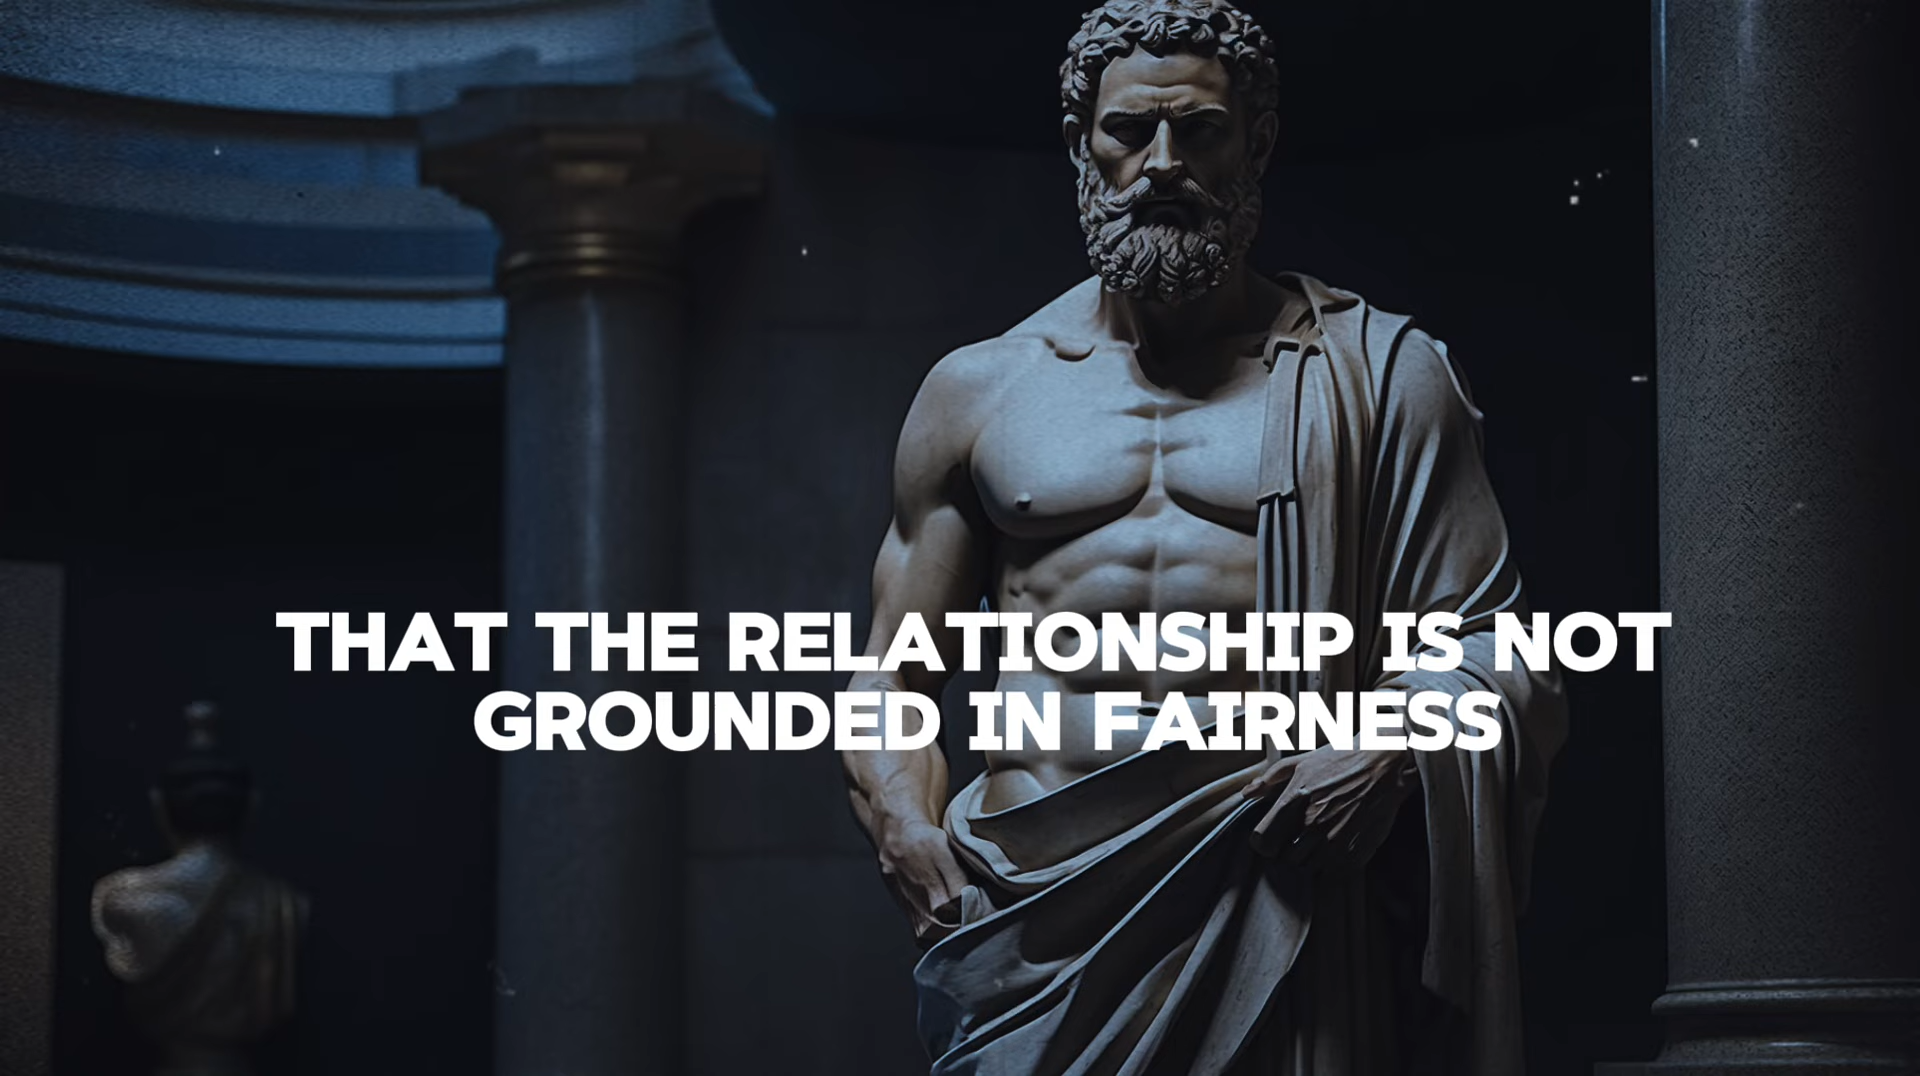 THAT THE RELATIONSHIP IS NOT
GROUNDED IN FAIRNESS